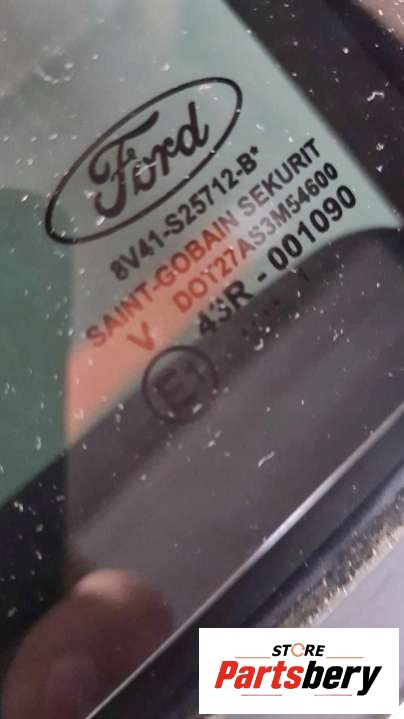 Ford
8V41-S25712-B*
SAINT-GOBAIN SEKURIT
DOT27AS3M54600
V 43R - 001090
E1
STORE
Partsbery